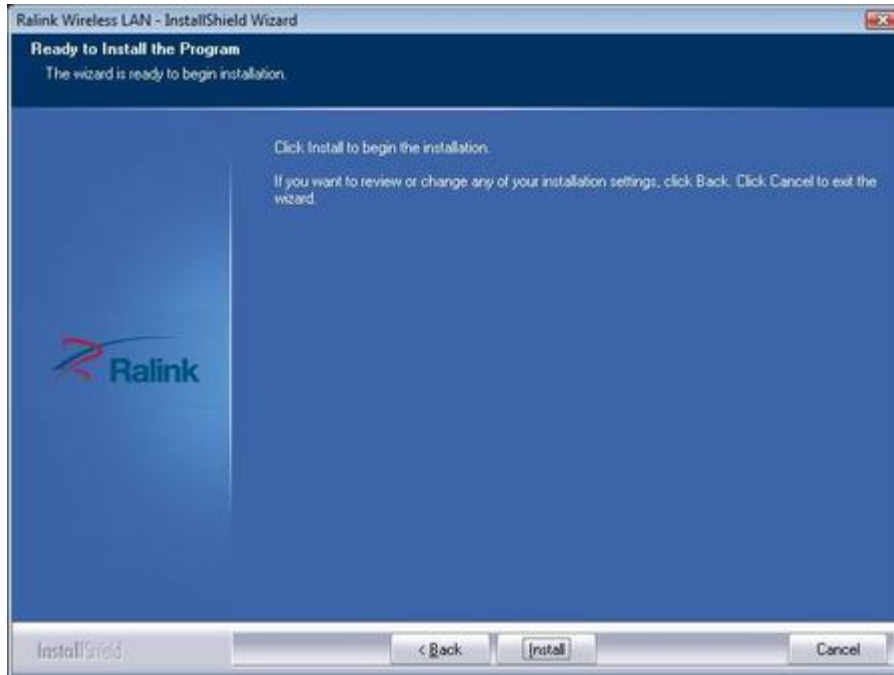 Ralink Wireless LAN - InstallShield Wizard
Ready to Install the Program
The wizard is ready to begin installation.
Click Install to begin the installation.
If you want to review or change any of your installation settings, click Back. Click Cancel to exit the
wizard.
Ralink
InstallShield
< Back
Install
Cancel